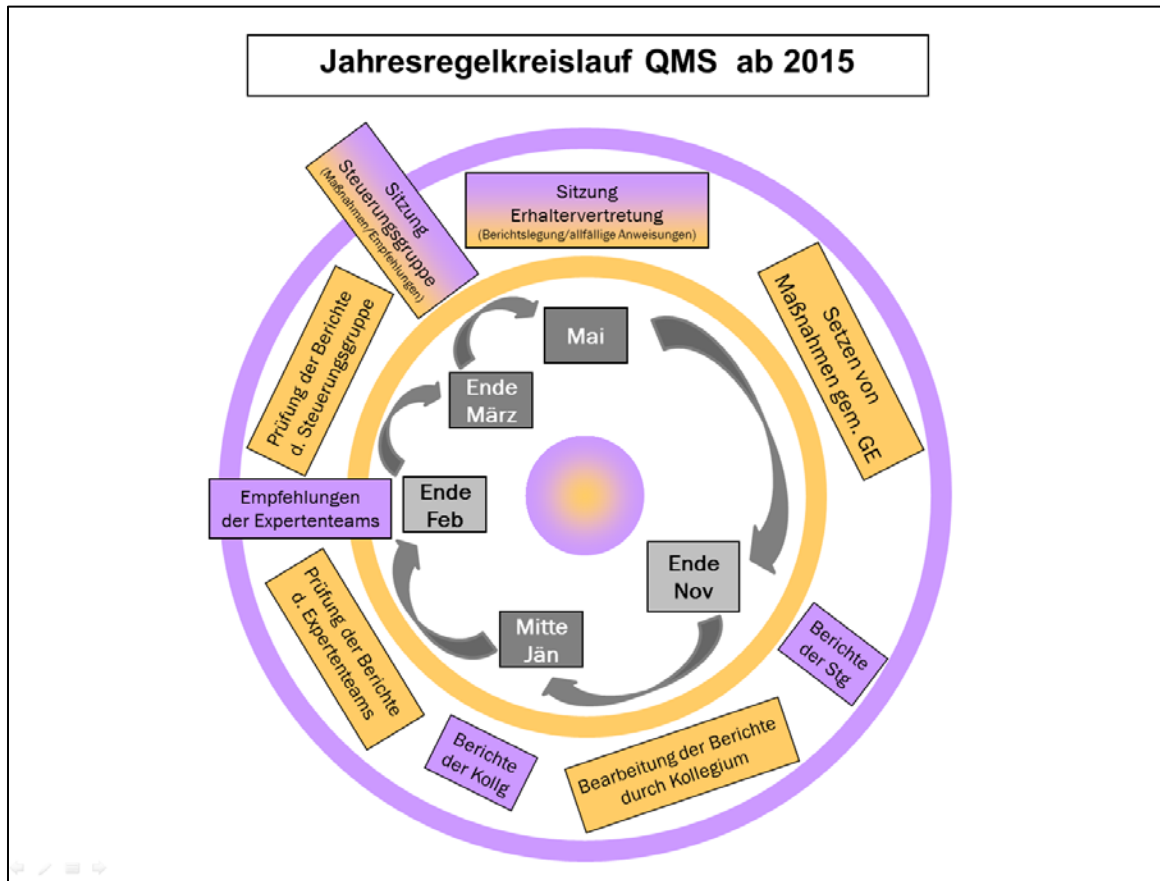 Jahresregelkreislauf QMS ab 2015
Sitzung
Steuerungsgruppe
(Maßnahmen/Empfehlungen)
Sitzung
Erhaltervertretung
(Berichtslegung/allfällige Anweisungen)
Setzen von
Maßnahmen gem. GE
Prüfung der Berichte
d. Steuerungsgruppe
Mai
Ende
März
Empfehlungen
der Expertenteams
Ende
Feb
Ende
Nov
Mitte
Jän
Prüfung der Berichte
d. Expertenteams
Berichte
der Stg
Berichte
der Kollg
Bearbeitung der Berichte
durch Kollegium